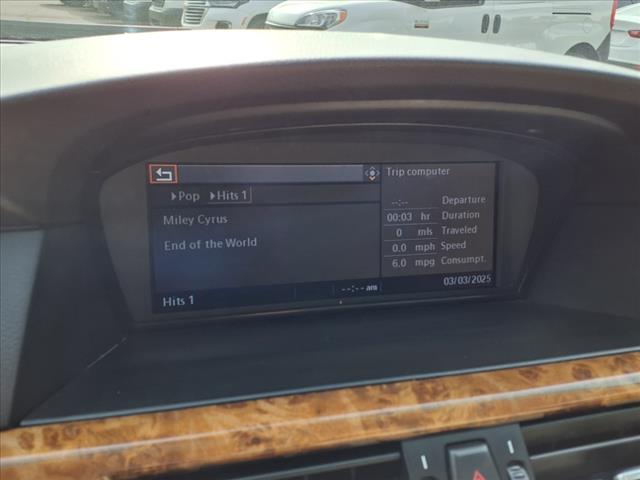 Pop Hits 1
Miley Cyrus
End of the World
Trip computer
--:-- Departure
00:03 hr Duration
0 mls Traveled
0.0 mph Speed
6.0 mpg Consumpt.
03/03/2025
--:-- am
Hits 1